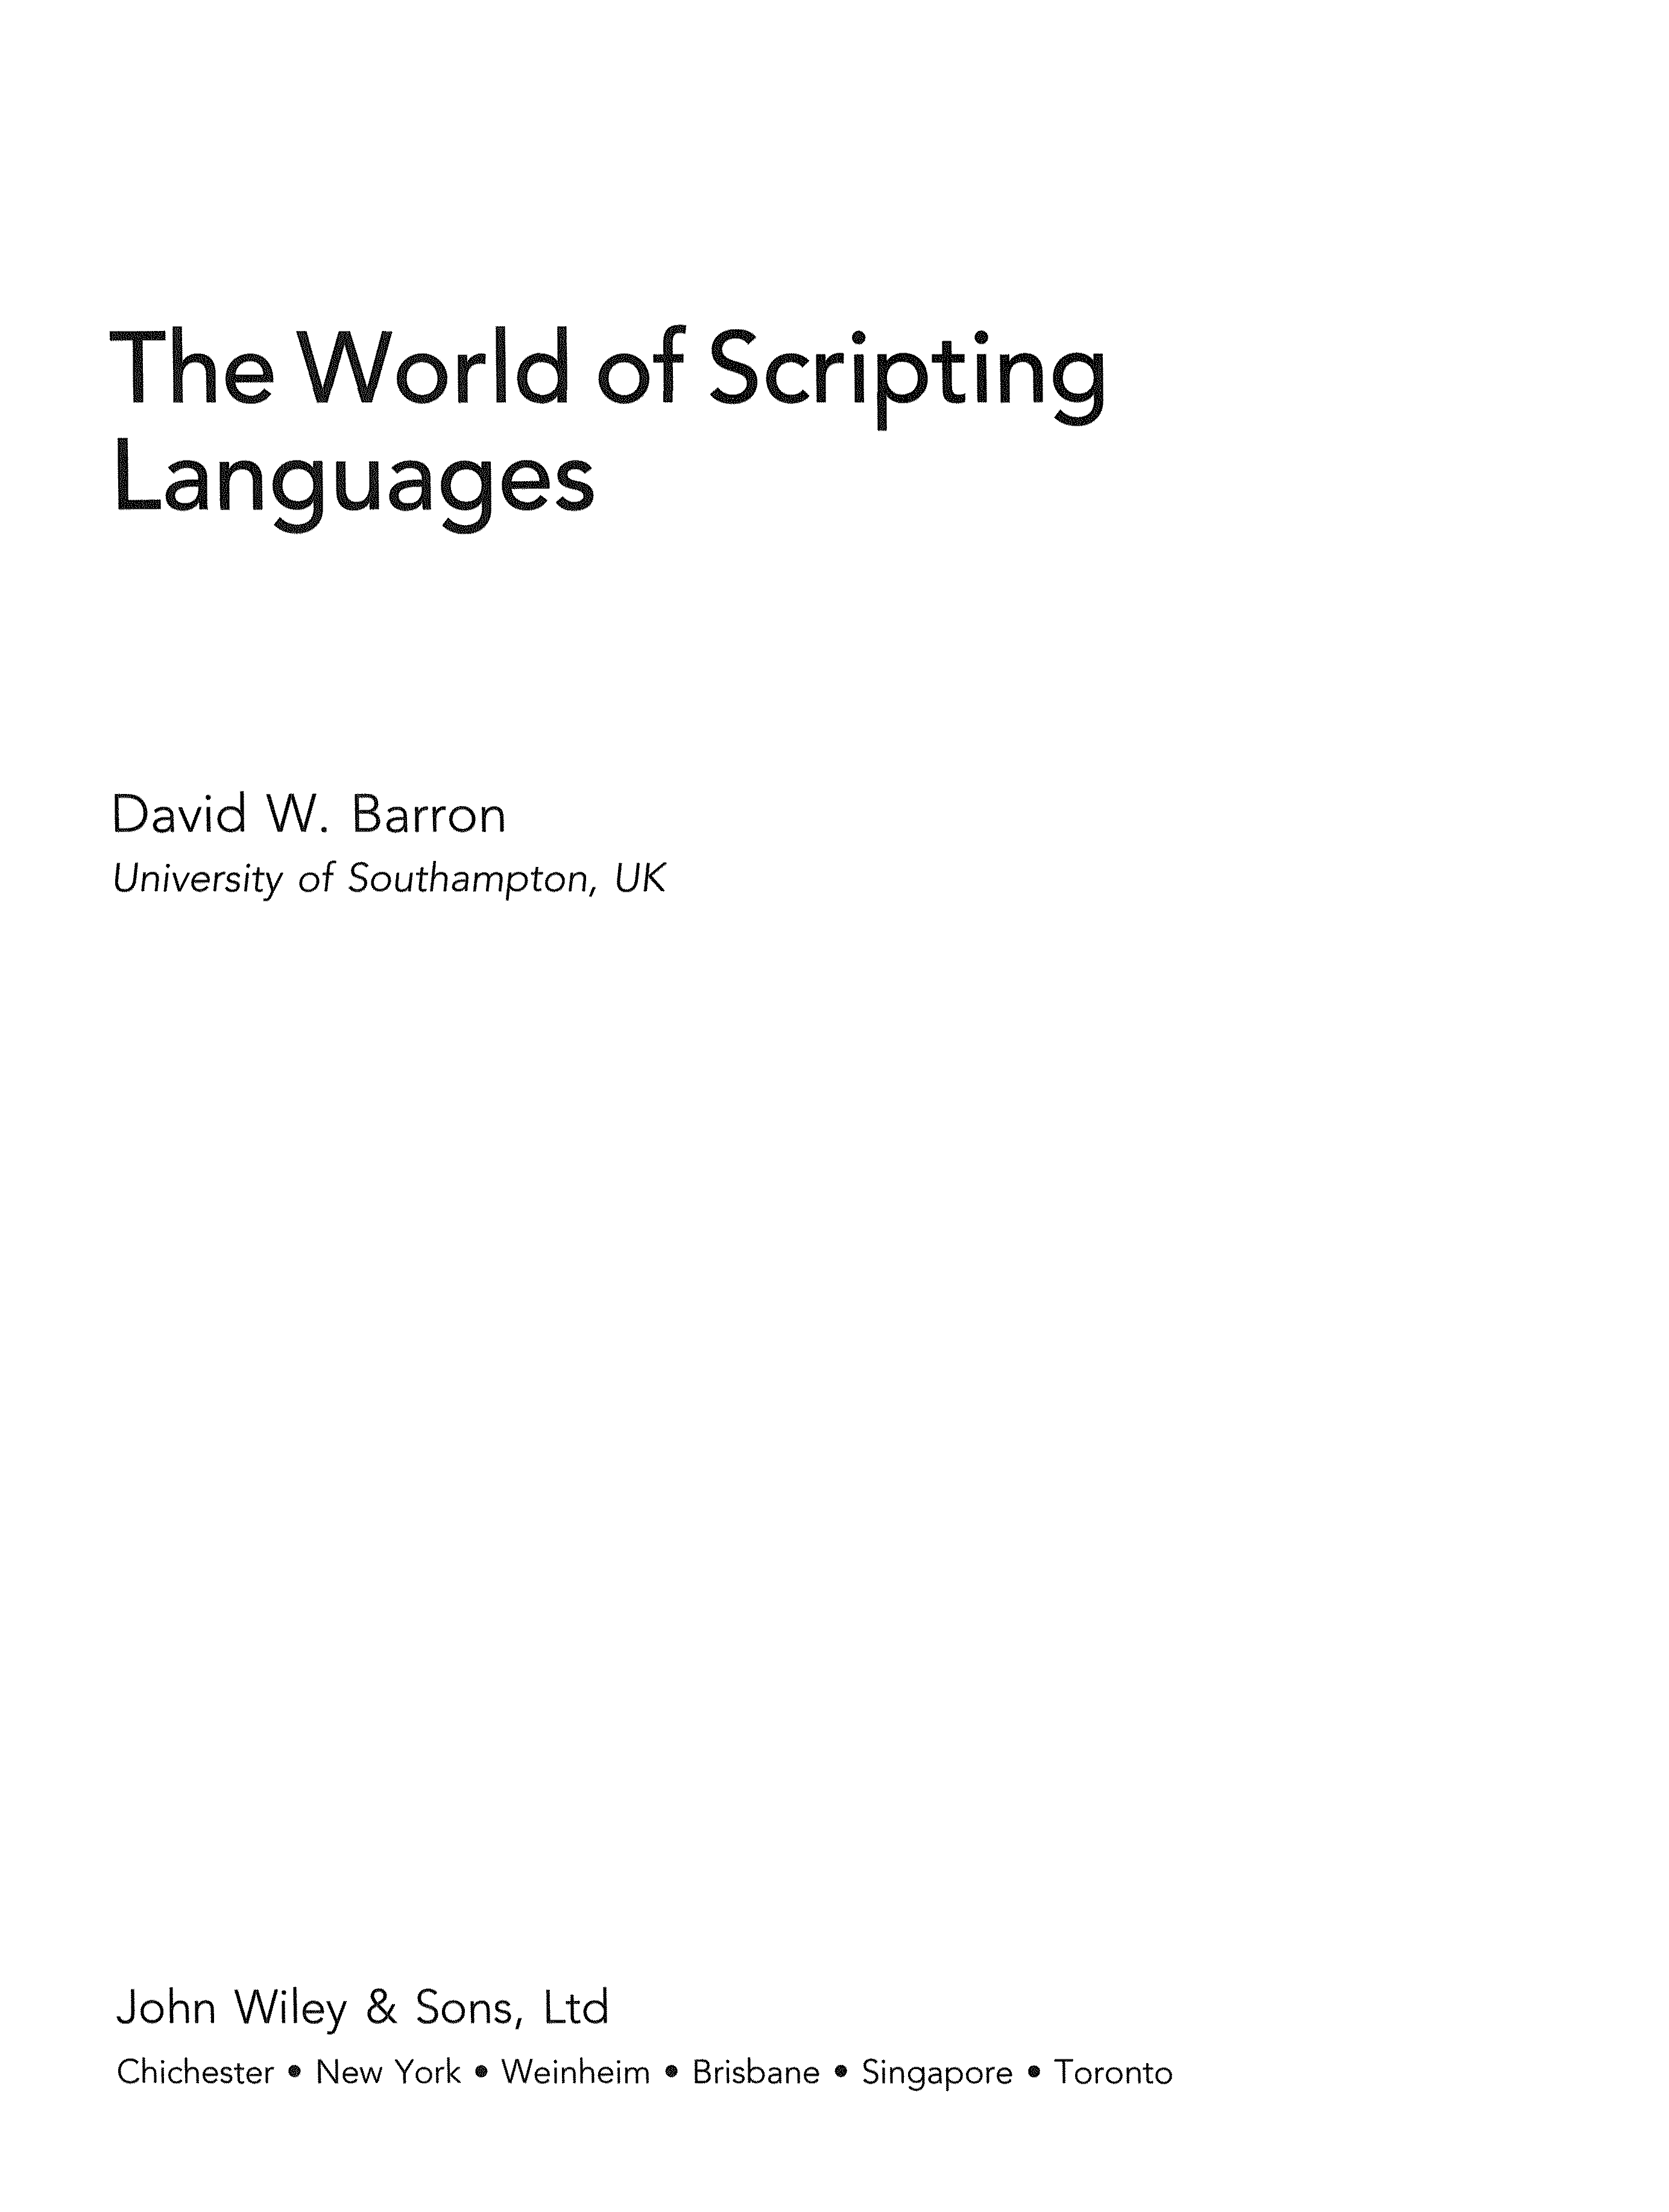 The World of Scripting
Languages
David W. Barron
University of Southampton, UK
John Wiley & Sons, Ltd
Chichester • New York • Weinheim • Brisbane • Singapore • Toronto